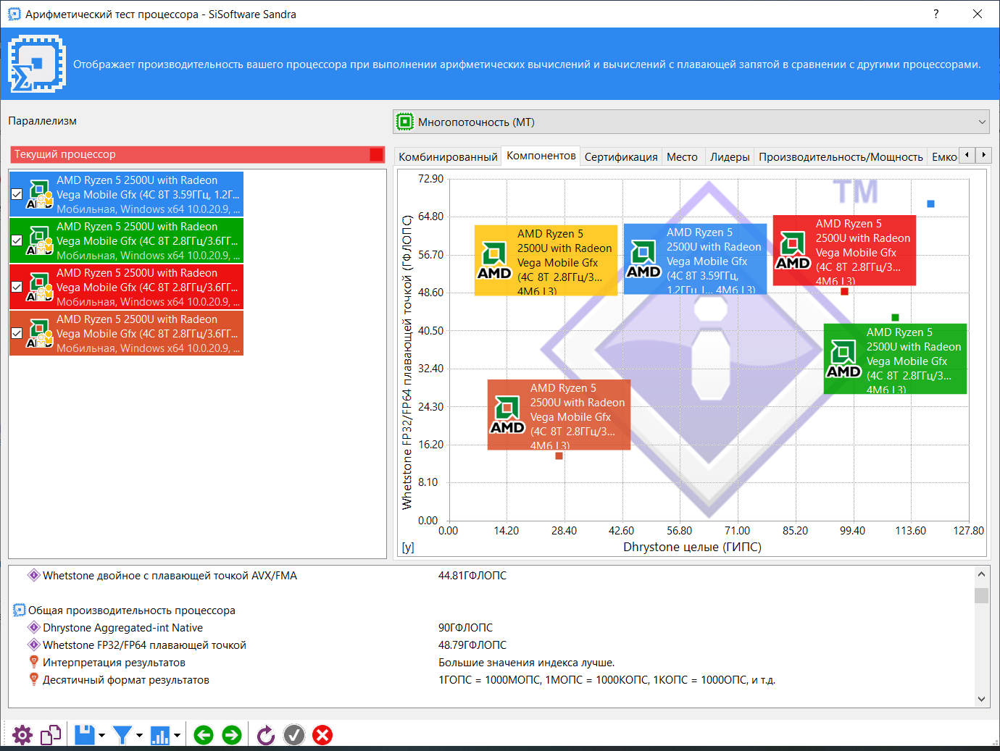 Арифметический тест процессора - SiSoftware Sandra
?
Отображает производительность вашего процессора при выполнении арифметических вычислений и вычислений с плавающей запятой в сравнении с другими процессорами.
Параллелизм
Многопоточность (MT)
Текущий процессор
AMD Ryzen 5 2500U with Radeon
Vega Mobile Gfx (4C 8T 3.59ГГц, 1.2Г...
Мобильная, Windows x64 10.0.20.9, ...
AMD Ryzen 5 2500U with Radeon
Vega Mobile Gfx (4C 8T 2.8ГГц/3.6ГГ...
Мобильная, Windows x64 10.0.20.9, ...
AMD Ryzen 5 2500U with Radeon
Vega Mobile Gfx (4C 8T 2.8ГГц/3.6ГГ...
Мобильная, Windows x64 10.0.20.9, ...
AMD Ryzen 5 2500U with Radeon
Vega Mobile Gfx (4C 8T 2.8ГГц/3.6ГГ...
Мобильная, Windows x64 10.0.20.9, ...
Комбинированный Компонентов Сертификация Место Лидеры Производительность/Мощность Емко
TM
Whetstone FP32/FP64 плавающей точкой (ГФЛОПС)
72.90
64.80
56.70
48.60
40.50
32.40
24.30
16.20
8.10
0.00
AMD
AMD Ryzen 5
2500U with Radeon
Vega Mobile Gfx
(4C 8T 2.8ГГц/3...
4Мб L3)
AMD
AMD Ryzen 5
2500U with Radeon
Vega Mobile Gfx
(4C 8T 3.59ГГц,
1.2ГГц, I... 4Мб L3)
AMD
AMD Ryzen 5
2500U with Radeon
Vega Mobile Gfx
(4C 8T 2.8ГГц/3...
4Мб L3)
AMD
AMD Ryzen 5
2500U with Radeon
Vega Mobile Gfx
(4C 8T 2.8ГГц/3...
4Мб L3)
AMD
AMD Ryzen 5
2500U with Radeon
Vega Mobile Gfx
(4C 8T 2.8ГГц/3...
4Мб L3)
0.00 14.20 28.40 42.60 56.80 71.00 85.20 99.40 113.60 127.80
[y]
Dhrystone целые (ГИПС)
Whetstone двойное с плавающей точкой AVX/FMA 44.81ГФЛОПС
Общая производительность процессора
Dhrystone Aggregated-int Native 90ГФЛОПС
Whetstone FP32/FP64 плавающей точкой 48.79ГФЛОПС
Интерпретация результатов Большие значения индекса лучше.
Десятичный формат результатов 1ГОПС = 1000МОПС, 1МОПС = 1000КОПС, 1КОПС = 1000ОПС, и т.д.